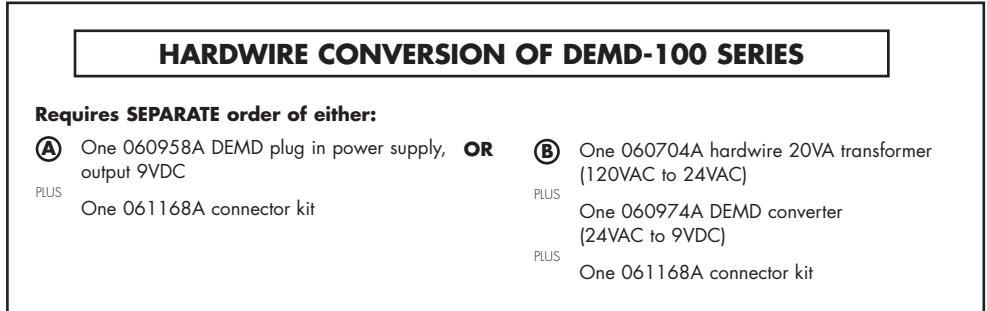 HARDWIRE CONVERSION OF DEMD-100 SERIES
Requires SEPARATE order of either:
A One 060958A DEMD plug in power supply,
output 9VDC
PLUS
One 061168A connector kit
OR
B One 060704A hardwire 20VA transformer
(120VAC to 24VAC)
PLUS
One 060974A DEMD converter
(24VAC to 9VDC)
PLUS
One 061168A connector kit